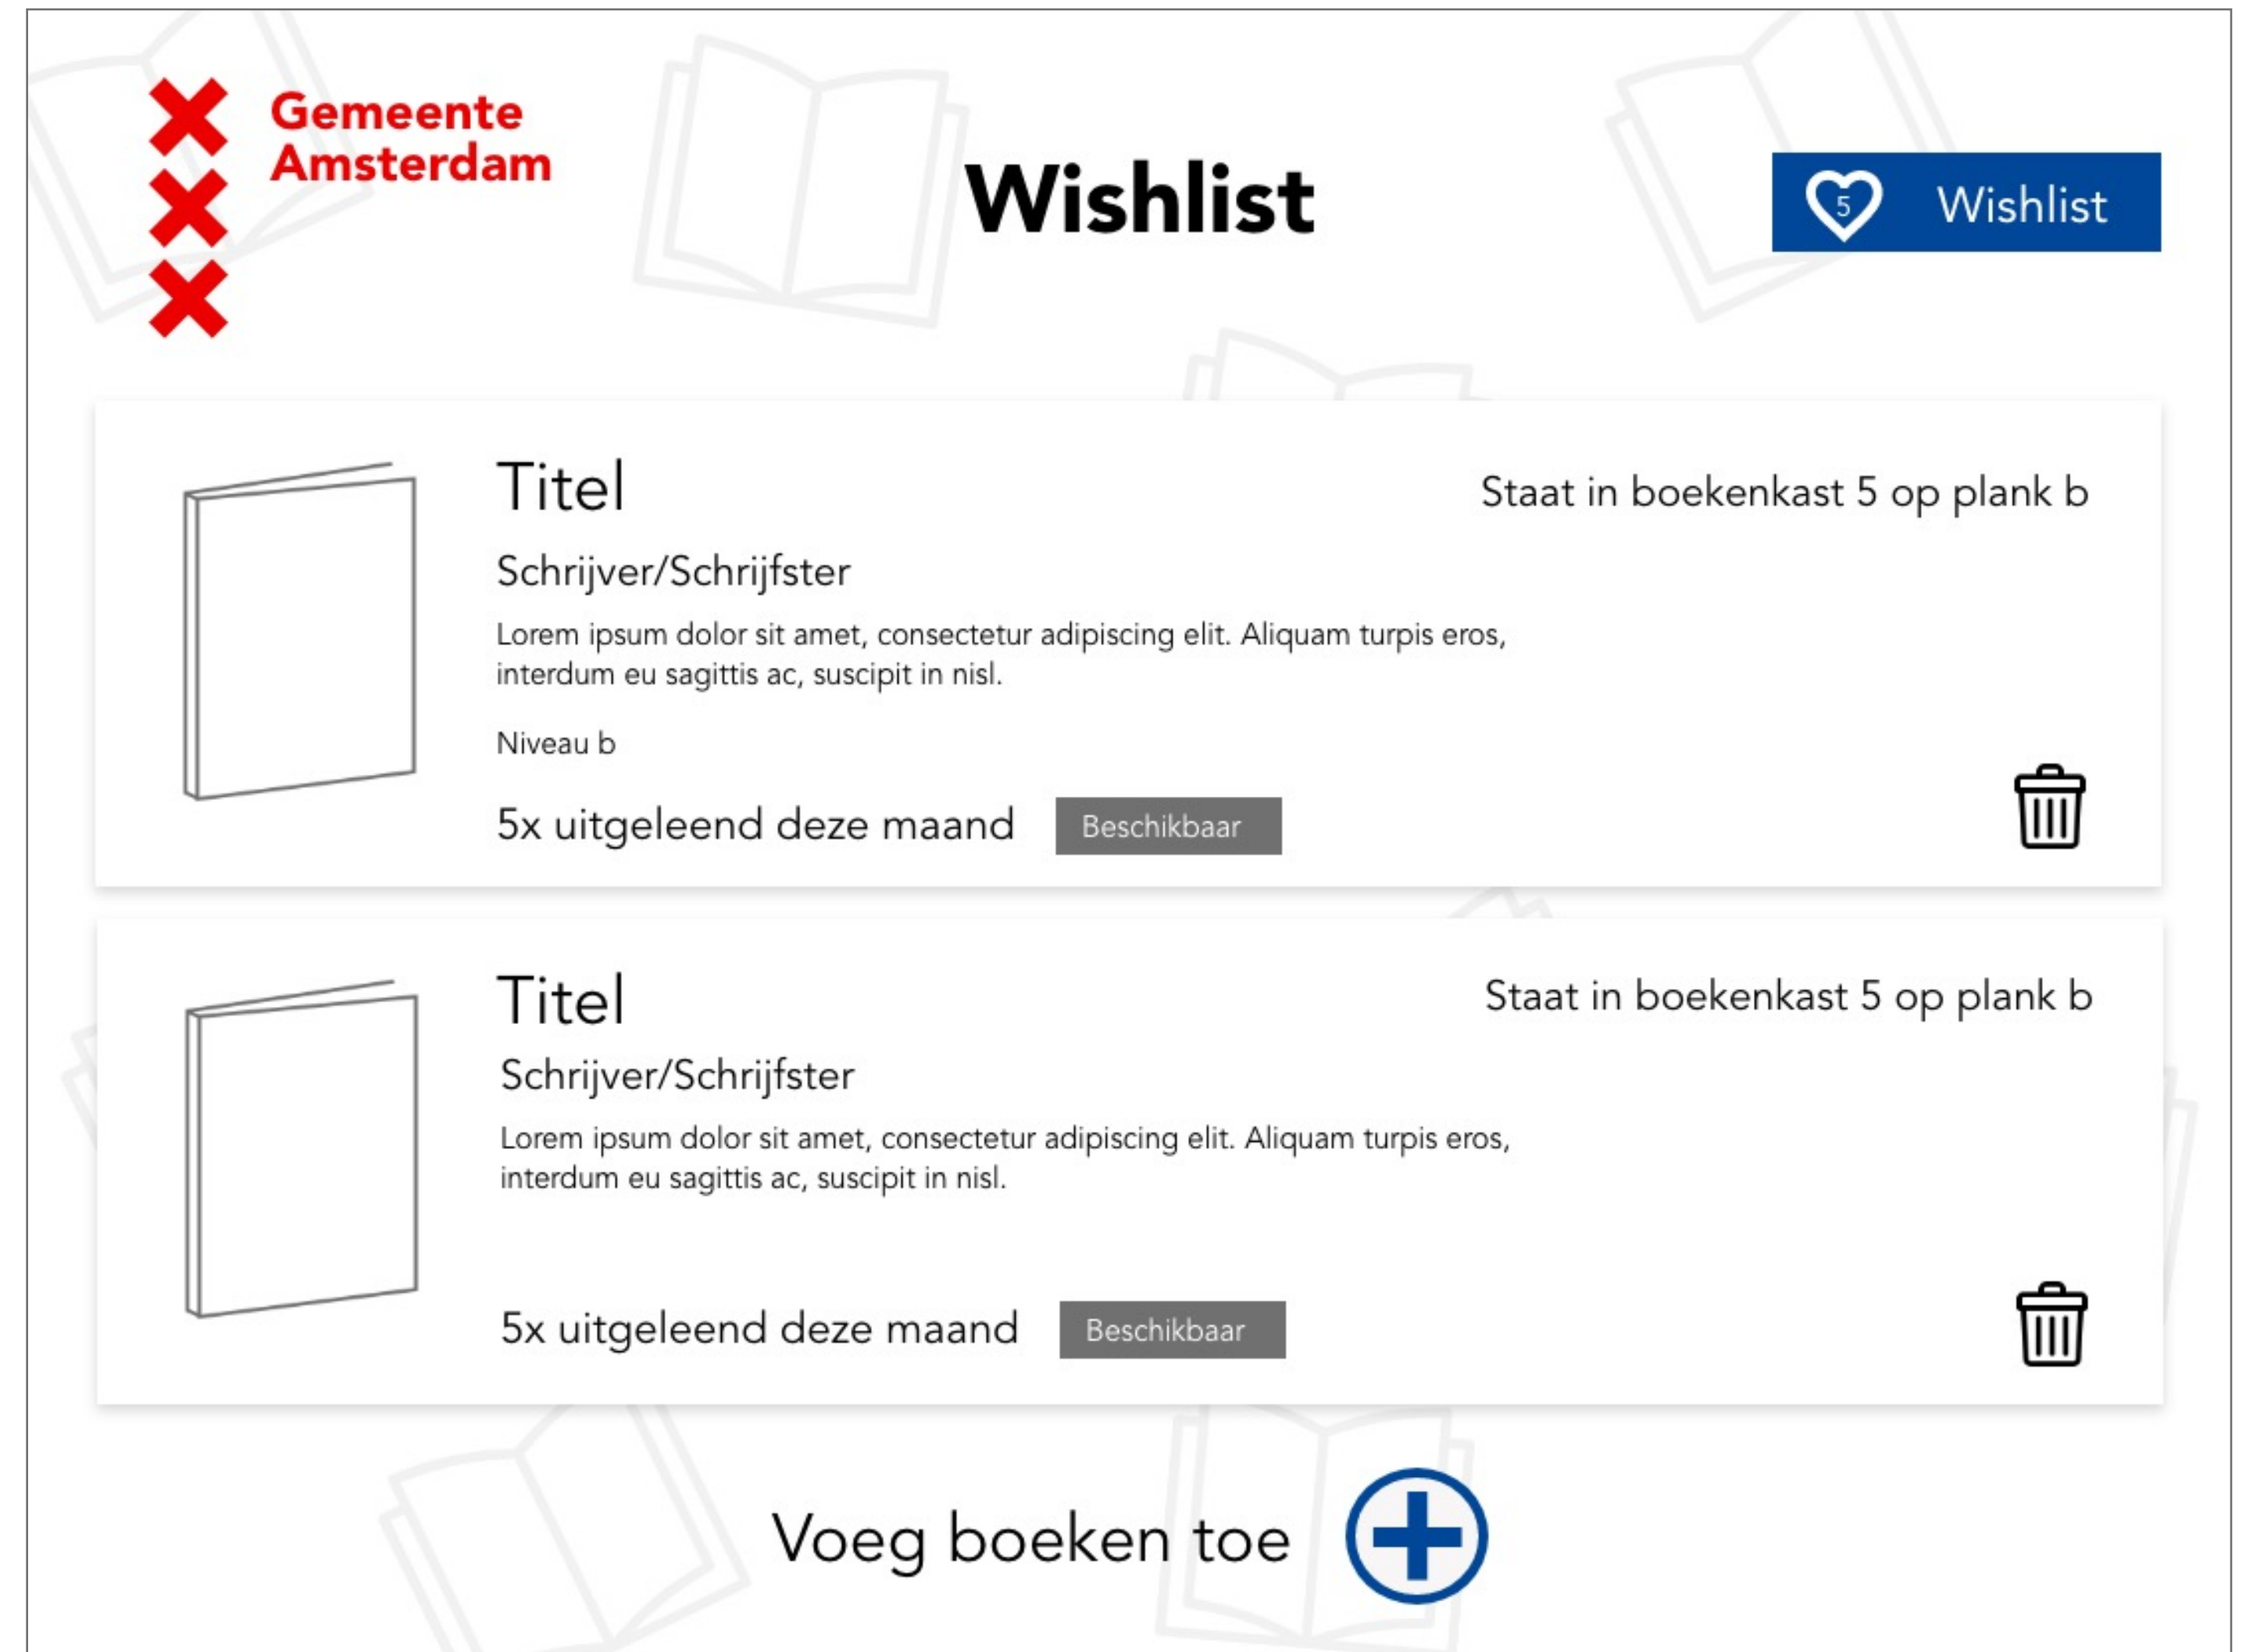 Gemeente
Amsterdam
Wishlist
5 Wishlist
Titel
Staat in boekenkast 5 op plank b
Schrijver/Schrijfster
Lorem ipsum dolor sit amet, consectetur adipiscing elit. Aliquam turpis eros,
interdum eu sagittis ac, suscipit in nisl.
Niveau b
5x uitgeleend deze maand
Beschikbaar
Titel
Staat in boekenkast 5 op plank b
Schrijver/Schrijfster
Lorem ipsum dolor sit amet, consectetur adipiscing elit. Aliquam turpis eros,
interdum eu sagittis ac, suscipit in nisl.
5x uitgeleend deze maand
Beschikbaar
Voeg boeken toe